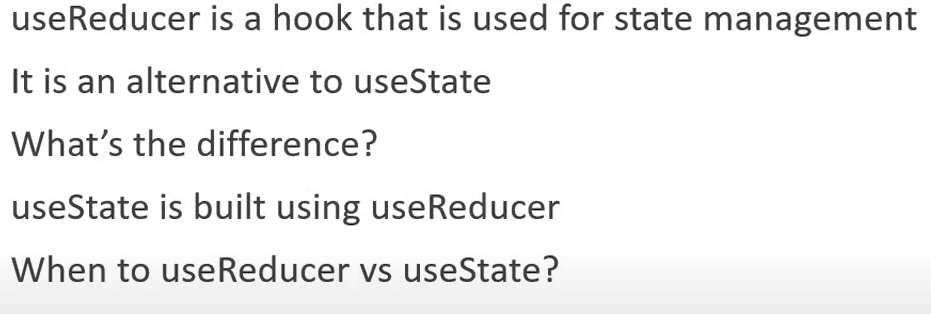 useReducer is a hook that is used for state management
It is an alternative to useState
What’s the difference?
useState is built using useReducer
When to useReducer vs useState?